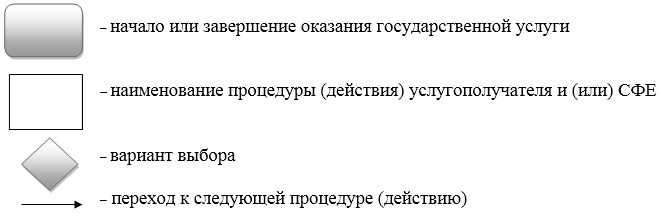 – начало или завершение оказания государственной услуги
– наименование процедуры (действия) услугополучателя и (или) СФЕ
– вариант выбора
– переход к следующей процедуре (действию)